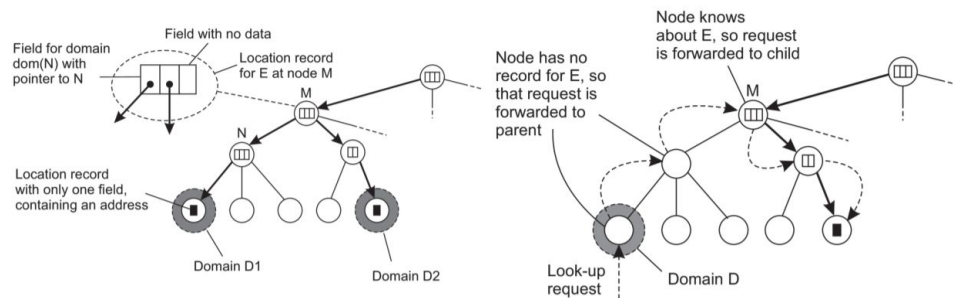 Field for domain
dom(N) with
pointer to N
Field with no data
Location record
for E at node M
M
N
Location record
with only one field,
containing an address
Domain D1
Domain D2
Node has no
record for E, so
that request is
forwarded to
parent
Node knows
about E, so request
is forwarded to child
M
Look-up
request
Domain D